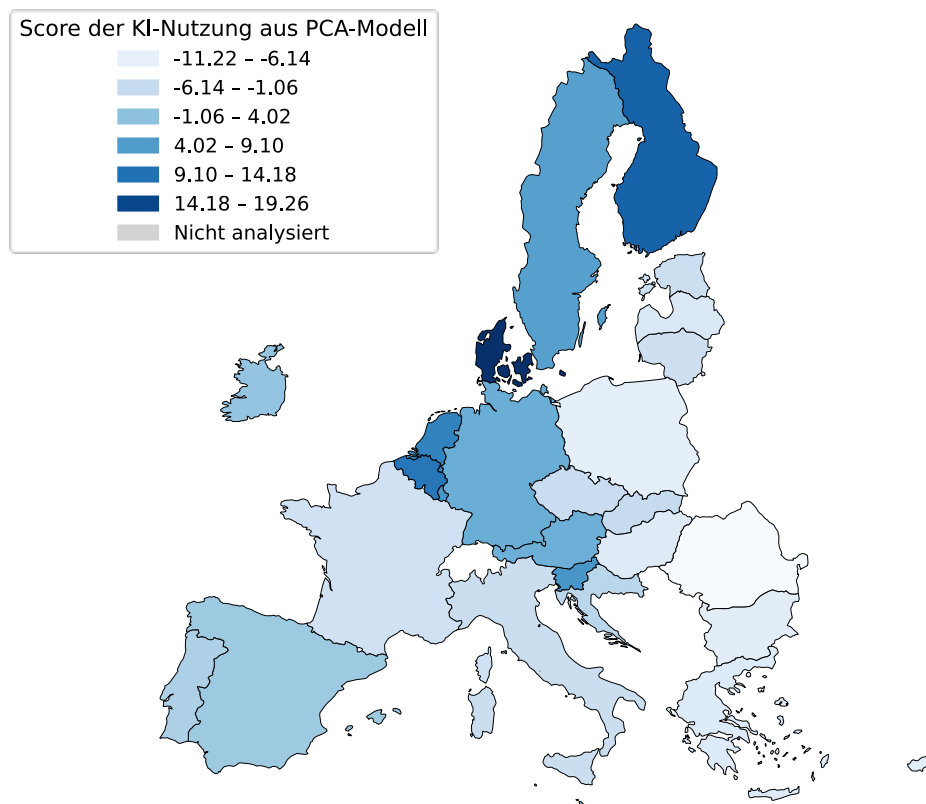 Score der KI-Nutzung aus PCA-Modell
-11.22 – -6.14
-6.14 – -1.06
-1.06 – 4.02
4.02 – 9.10
9.10 – 14.18
14.18 – 19.26
Nicht analysiert